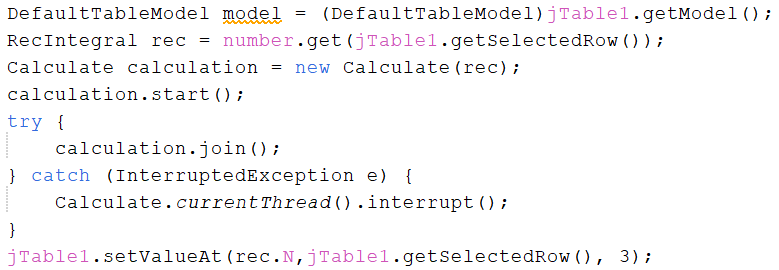 DefaultTableModel model = (DefaultTableModel)jTable1.getModel();
RecIntegral rec = number.get(jTable1.getSelectedRow());
Calculate calculation = new Calculate(rec);
calculation.start();
try {
    calculation.join();
} catch (InterruptedException e) {
    Calculate.currentThread().interrupt();
}
jTable1.setValueAt(rec.N,jTable1.getSelectedRow(), 3);